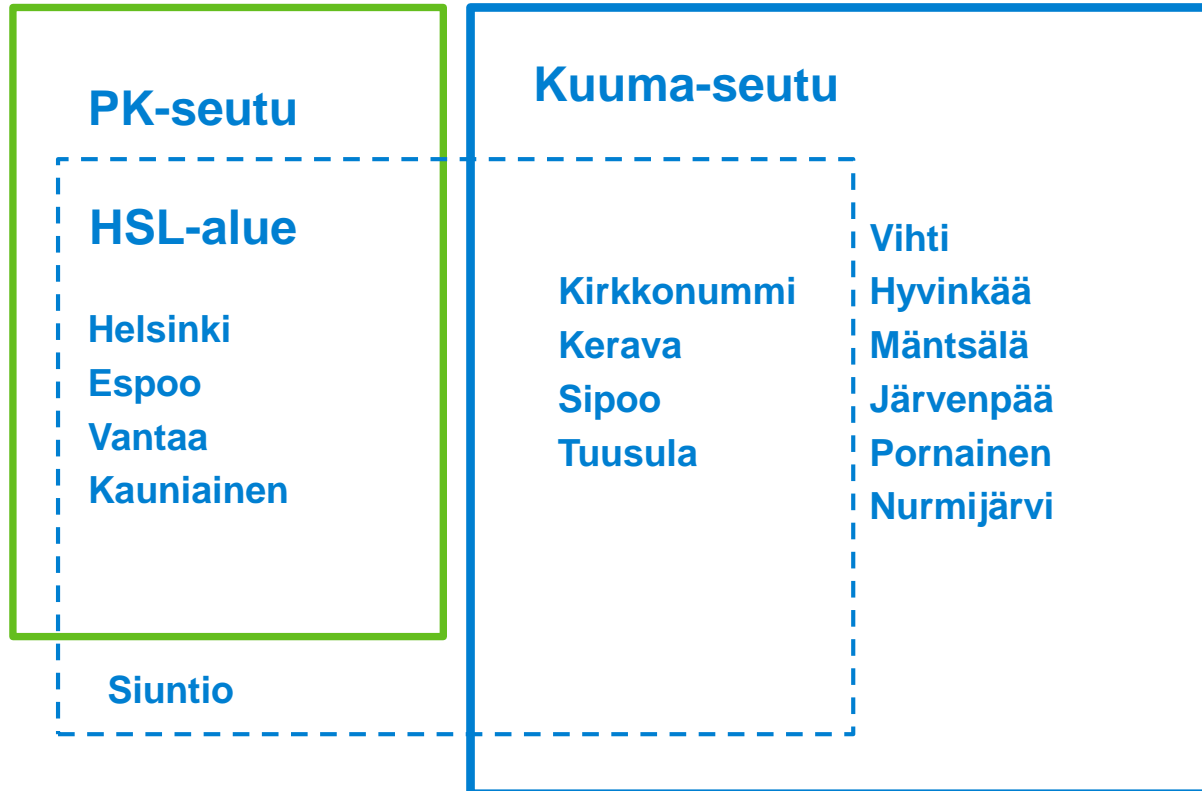 PK-seutu
HSL-alue
Helsinki
Espoo
Vantaa
Kauniainen
Siuntio
Kuuma-seutu
Kirkkonummi
Kerava
Sipoo
Tuusula
Vihti
Hyvinkää
Mäntsälä
Järvenpää
Pornainen
Nurmijärvi